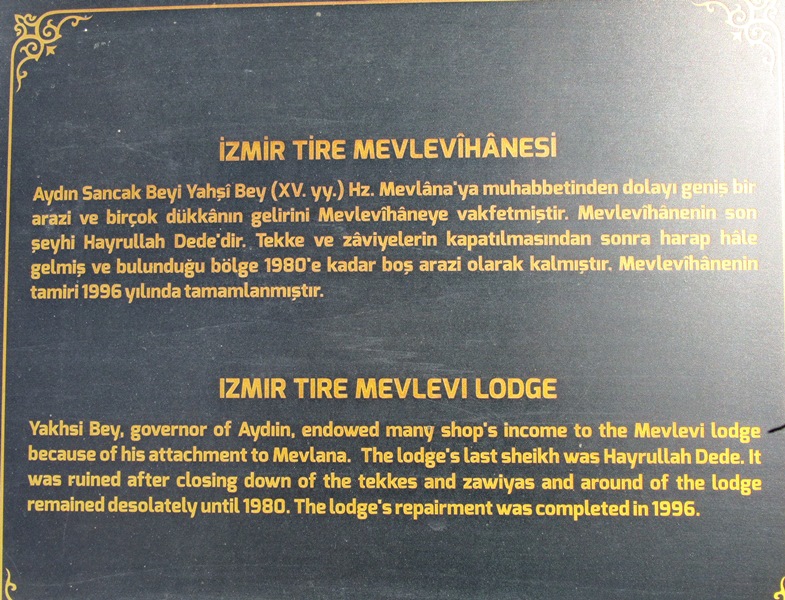 İZMİR TİRE MEVLEVÎHÂNESİ
Aydın Sancak Beyi Yahşî Bey (XV. yy.) Hz. Mevlâna'ya muhabbetinden dolayı geniş bir
arazi ve birçok dükkânın gelirini Mevlevîhâneye vakfetmiştir. Mevlevîhânenin son
şeyhi Hayrullah Dede'dir. Tekke ve zâviyelerin kapatılmasından sonra harap hâle
gelmiş ve bulunduğu bölge 1980'e kadar boş arazi olarak kalmıştır. Mevlevîhânenin
tamiri 1996 yılında tamamlanmıştır.
IZMIR TIRE MEVLEVI LODGE
Yakhsi Bey, governor of Aydıin, endowed many shop's income to the Mevlevi lodge
because of his attachment to Mevlana. The lodge's last sheikh was Hayrullah Dede. It
was ruined after closing down of the tekkes and zawiyas and around of the lodge
remained desolately until 1980. The lodge's repairment was completed in 1996.